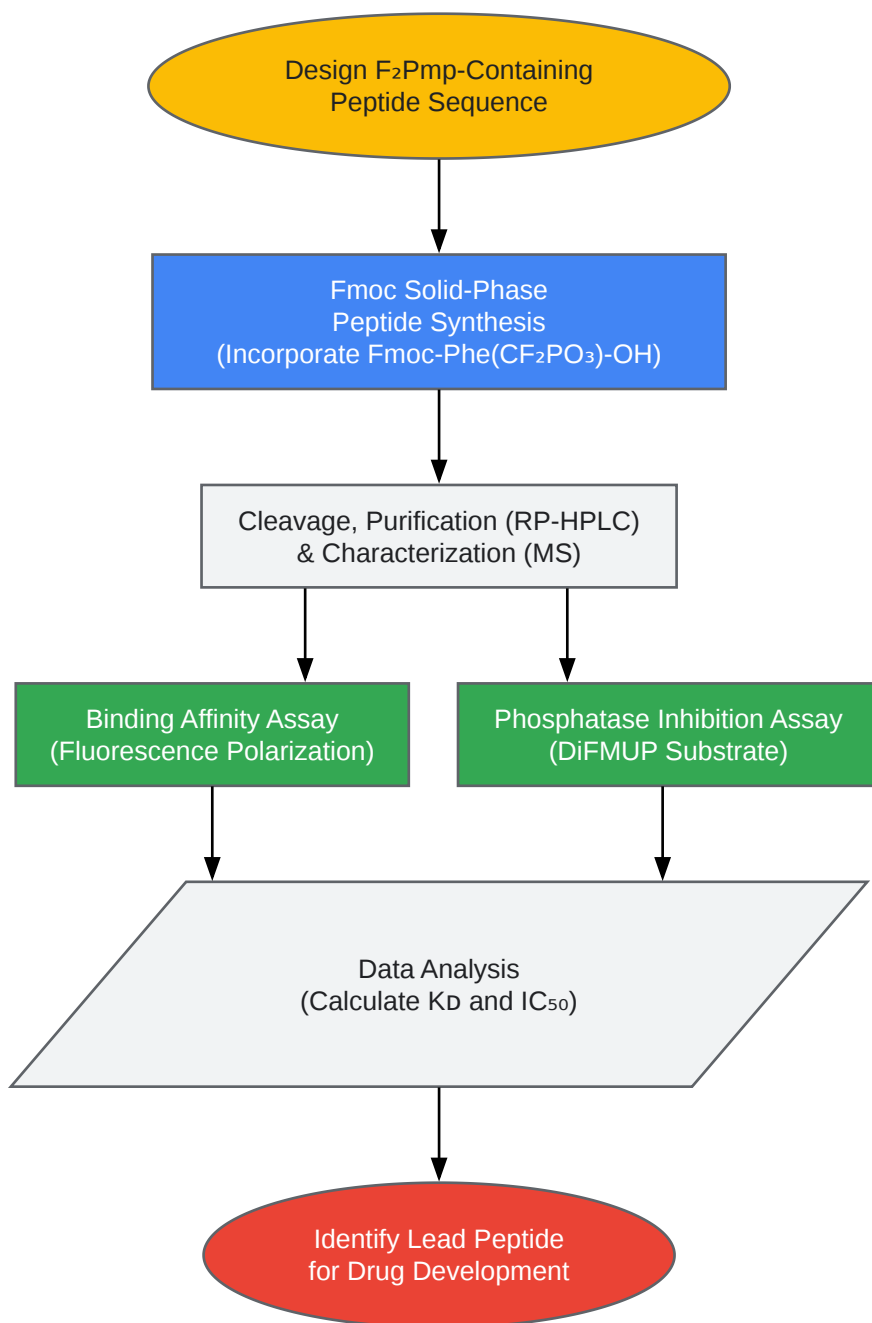 Design F₂Pmp-Containing
Peptide Sequence
Fmoc Solid-Phase
Peptide Synthesis
(Incorporate Fmoc-Phe(CF₂PO₃)-OH)
Cleavage, Purification (RP-HPLC)
& Characterization (MS)
Binding Affinity Assay
(Fluorescence Polarization)
Phosphatase Inhibition Assay
(DiFMUP Substrate)
Data Analysis
(Calculate Kᴅ and IC₅₀)
Identify Lead Peptide
for Drug Development